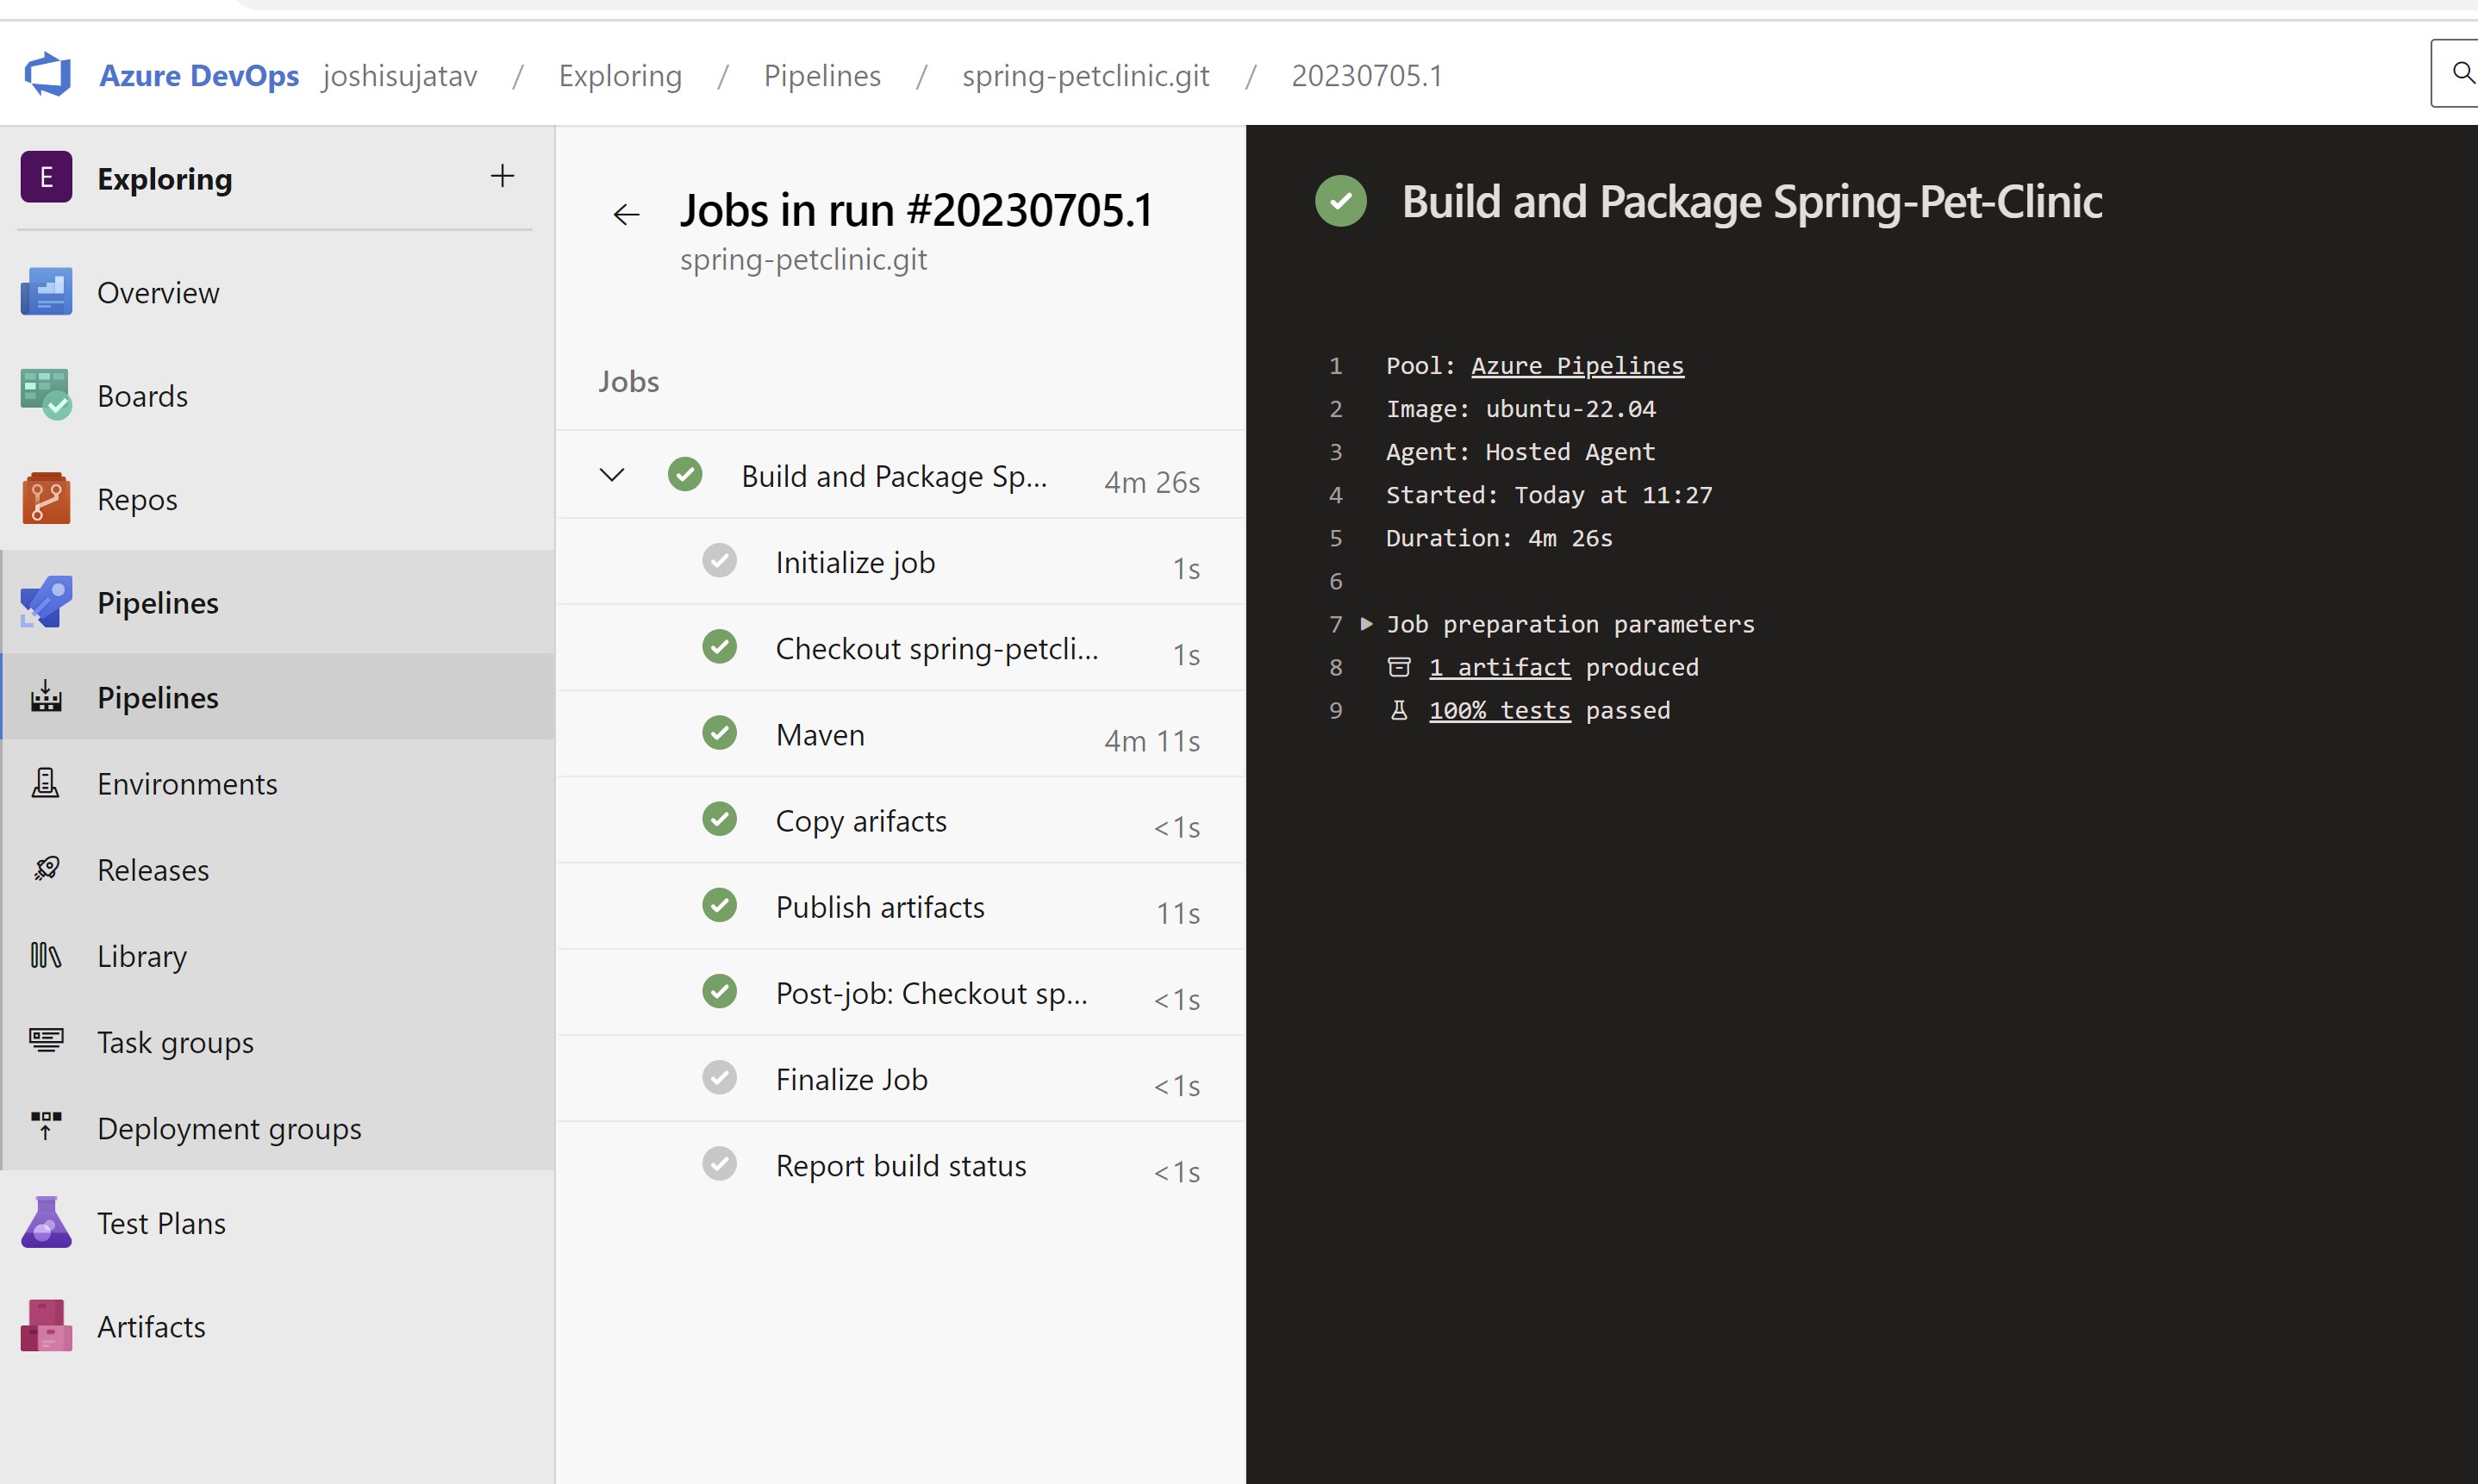 Azure DevOps joshisujatav / Exploring / Pipelines / spring-petclinic.git / 20230705.1
E Exploring +
Overview
Boards
Repos
Pipelines
Pipelines
Environments
Releases
Library
Task groups
Deployment groups
Test Plans
Artifacts
Jobs in run #20230705.1
spring-petclinic.git
Jobs
Build and Package Sp... 4m 26s
Initialize job 1s
Checkout spring-petcli... 1s
Maven 4m 11s
Copy arifacts <1s
Publish artifacts 11s
Post-job: Checkout sp... <1s
Finalize Job <1s
Report build status <1s
Build and Package Spring-Pet-Clinic
1 Pool: Azure Pipelines
2 Image: ubuntu-22.04
3 Agent: Hosted Agent
4 Started: Today at 11:27
5 Duration: 4m 26s
6
7 Job preparation parameters
8 1 artifact produced
9 100% tests passed